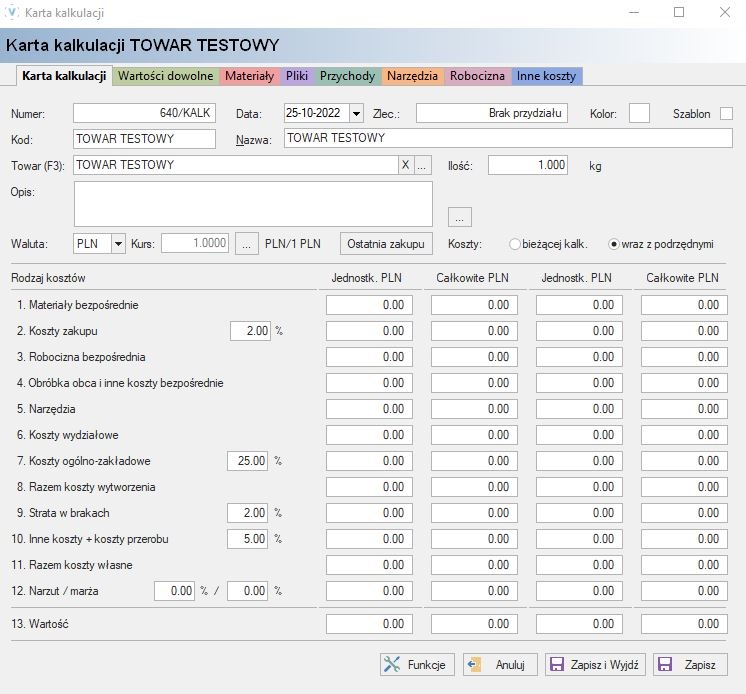 Karta kalkulacji
Karta kalkulacji TOWAR TESTOWY
Karta kalkulacji Wartości dowolne Materiały Pliki Przychody Narzędzia Robocizna Inne koszty
Numer: 640/KALK Data: 25-10-2022 Zlec.: Brak przydziału Kolor: Szablon
Kod: TOWAR TESTOWY Nazwa: TOWAR TESTOWY
Towar (F3): TOWAR TESTOWY X ... Ilość: 1.000 kg
Opis:
...
Waluta: PLN Kurs: 1.0000 ... PLN/1 PLN Ostatnia zakupu Koszty: bieżącej kalk. wraz z podrzędnymi
Rodzaj kosztów Jednostk. PLN Całkowite PLN Jednostk. PLN Całkowite PLN
1. Materiały bezpośrednie 0.00 0.00 0.00 0.00
2. Koszty zakupu 2.00 % 0.00 0.00 0.00 0.00
3. Robocizna bezpośrednia 0.00 0.00 0.00 0.00
4. Obróbka obca i inne koszty bezpośrednie 0.00 0.00 0.00 0.00
5. Narzędzia 0.00 0.00 0.00 0.00
6. Koszty wydziałowe 0.00 0.00 0.00 0.00
7. Koszty ogólno-zakładowe 25.00 % 0.00 0.00 0.00 0.00
8. Razem koszty wytworzenia 0.00 0.00 0.00 0.00
9. Strata w brakach 2.00 % 0.00 0.00 0.00 0.00
10. Inne koszty + koszty przerobu 5.00 % 0.00 0.00 0.00 0.00
11. Razem koszty własne 0.00 0.00 0.00 0.00
12. Narzut / marża 0.00 % / 0.00 % 0.00 0.00 0.00 0.00
13. Wartość 0.00 0.00 0.00 0.00
Funkcje Anuluj Zapisz i Wyjdź Zapisz